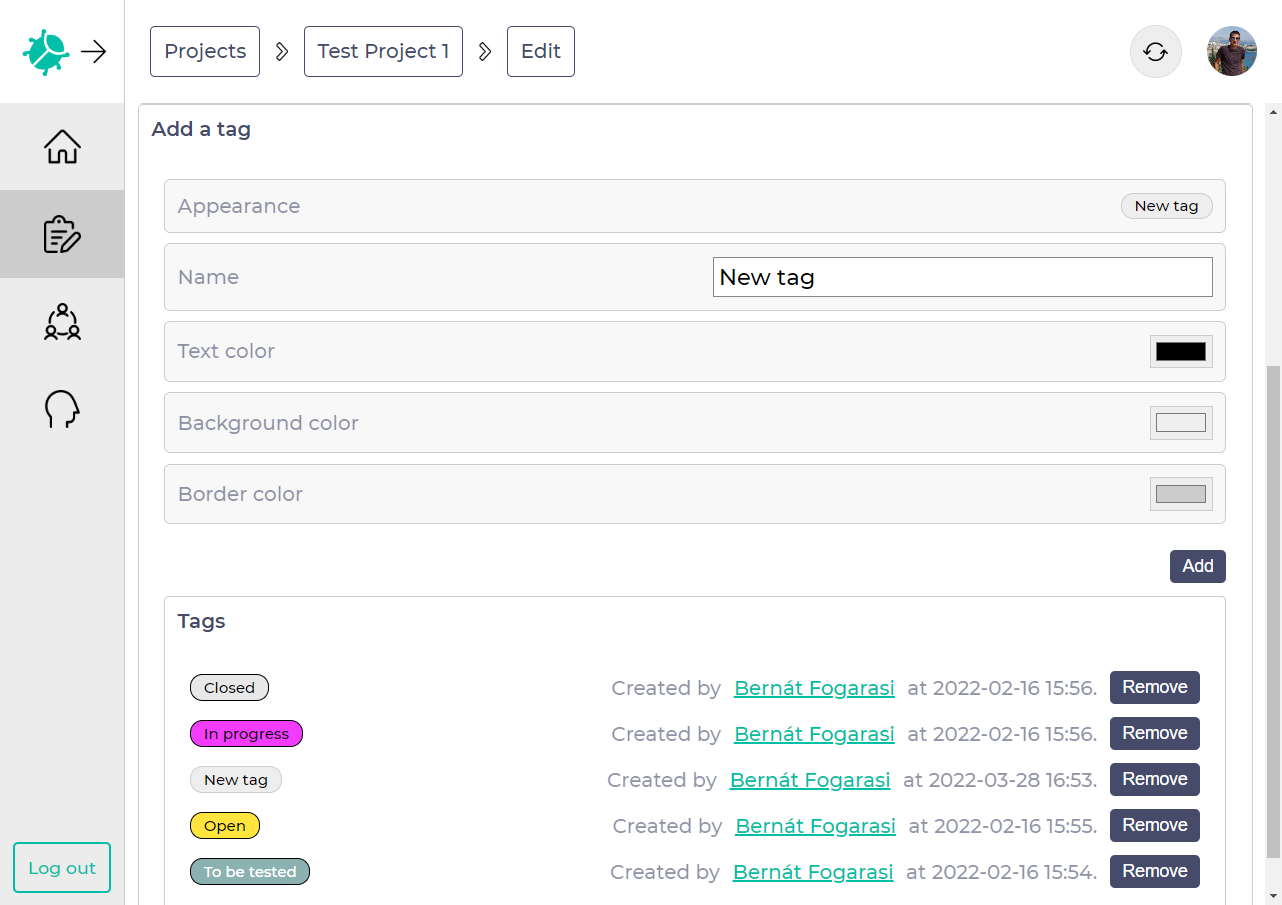 Projects Test Project 1 Edit
Add a tag
Appearance New tag
Name New tag
Text color
Background color
Border color
Add
Tags
Closed Created by Bernát Fogarasi at 2022-02-16 15:56. Remove
In progress Created by Bernát Fogarasi at 2022-02-16 15:56. Remove
New tag Created by Bernát Fogarasi at 2022-03-28 16:53. Remove
Open Created by Bernát Fogarasi at 2022-02-16 15:55. Remove
To be tested Created by Bernát Fogarasi at 2022-02-16 15:54. Remove
Log out